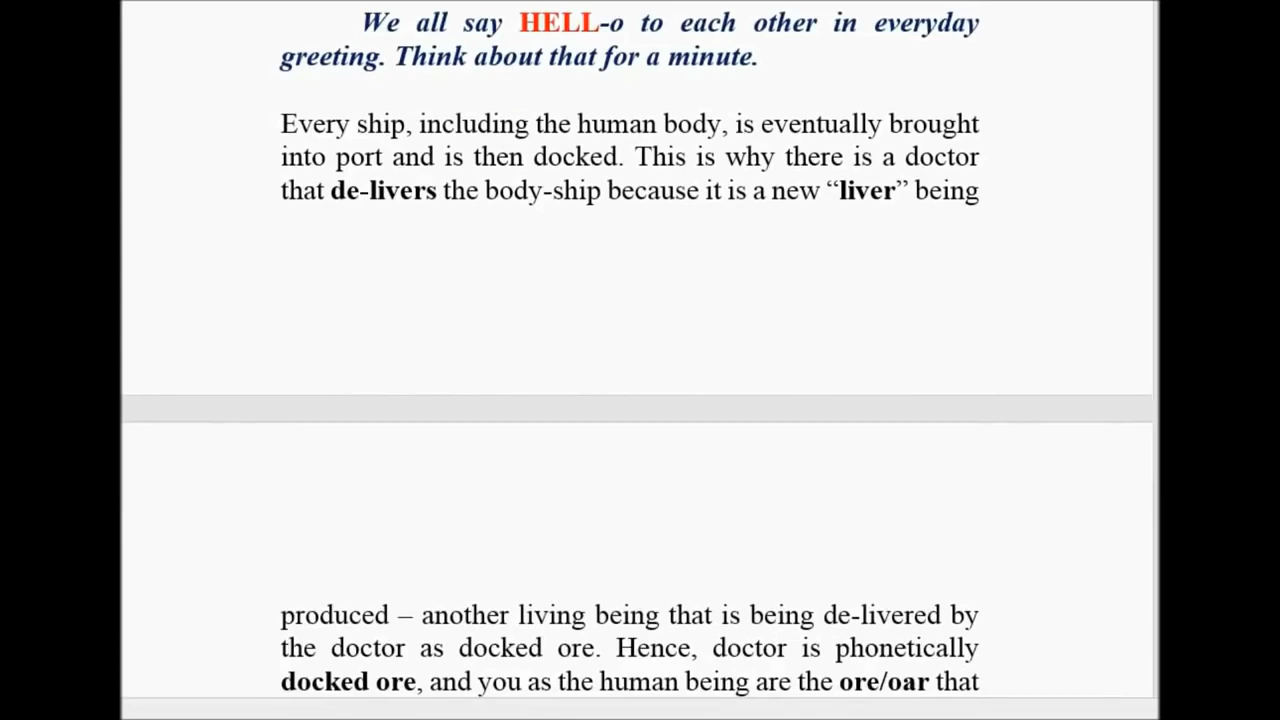 We all say HELL-o to each other in everyday
greeting. Think about that for a minute.
Every ship, including the human body, is eventually brought
into port and is then docked. This is why there is a doctor
that de-livers the body-ship because it is a new “liver” being
produced – another living being that is being de-livered by
the doctor as docked ore. Hence, doctor is phonetically
docked ore, and you as the human being are the ore/oar that